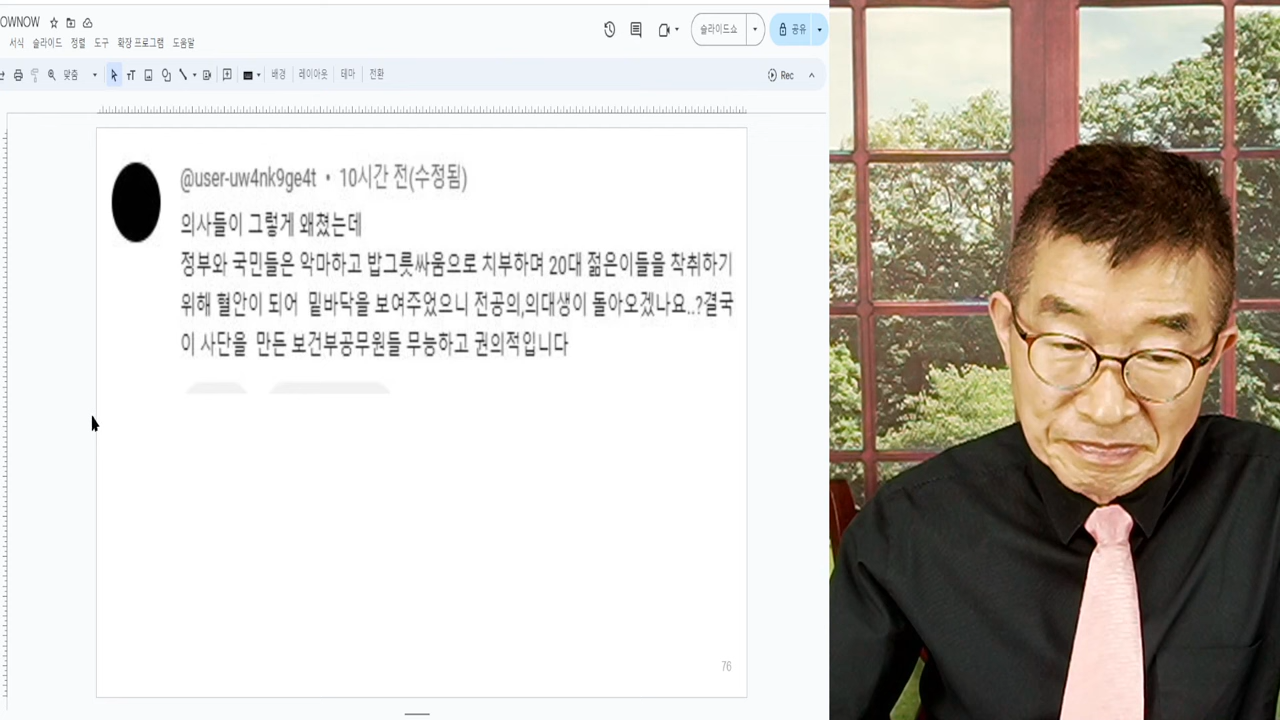 OWNOW
서식 슬라이드 정렬 도구 확장 프로그램 도움말
슬라이드쇼
공유
맞춤
배경 레이아웃 테마 전환
Rec
@user-uw4nk9ge4t • 10시간 전(수정됨)
의사들이 그렇게 왜쳤는데
정부와 국민들은 악마하고 밥그릇싸움으로 치부하며 20대 젊은이들을 착취하기
위해 혈안이 되어 밑바닥을 보여주었으니 전공의,의대생이 돌아오겠나요..?결국
이 사단을 만든 보건부공무원들 무능하고 권의적입니다
76